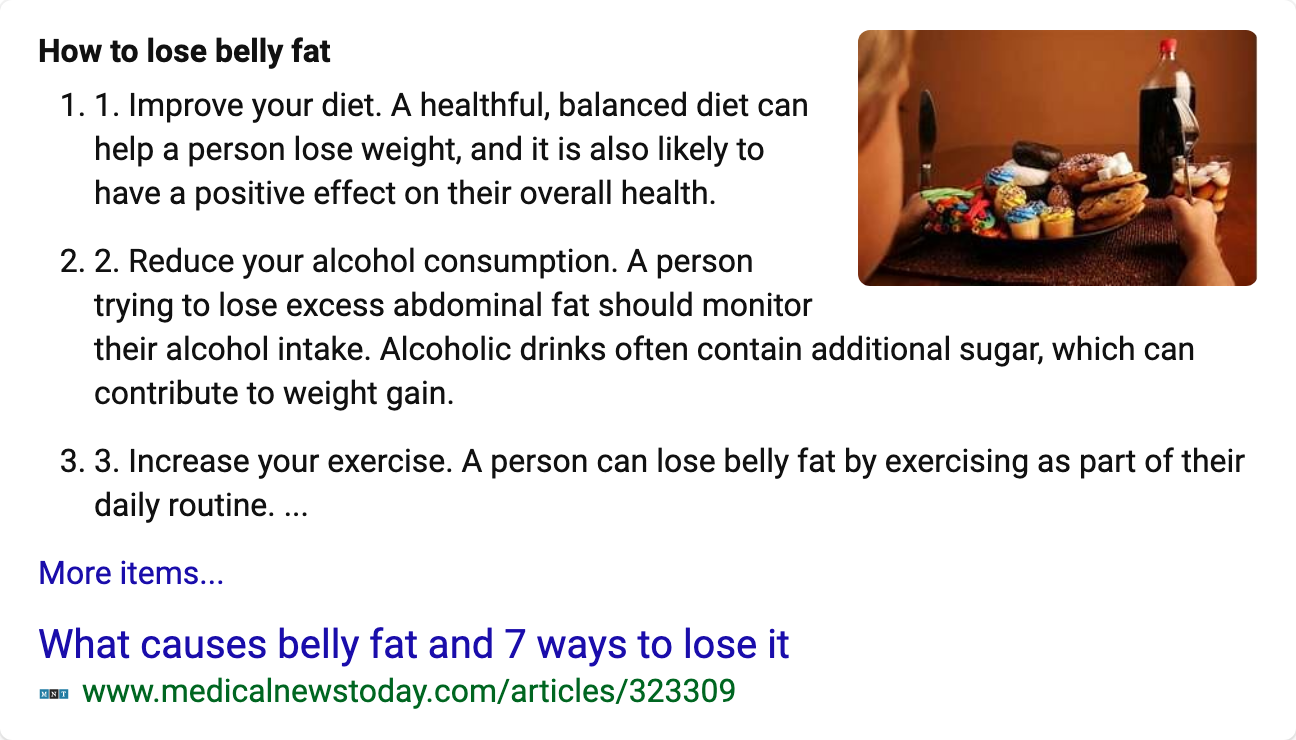 How to lose belly fat
1. 1. Improve your diet. A healthful, balanced diet can
help a person lose weight, and it is also likely to
have a positive effect on their overall health.
2. 2. Reduce your alcohol consumption. A person
trying to lose excess abdominal fat should monitor
their alcohol intake. Alcoholic drinks often contain additional sugar, which can
contribute to weight gain.
3. 3. Increase your exercise. A person can lose belly fat by exercising as part of their
daily routine. ...
More items...
What causes belly fat and 7 ways to lose it
MNT www.medicalnewstoday.com/articles/323309